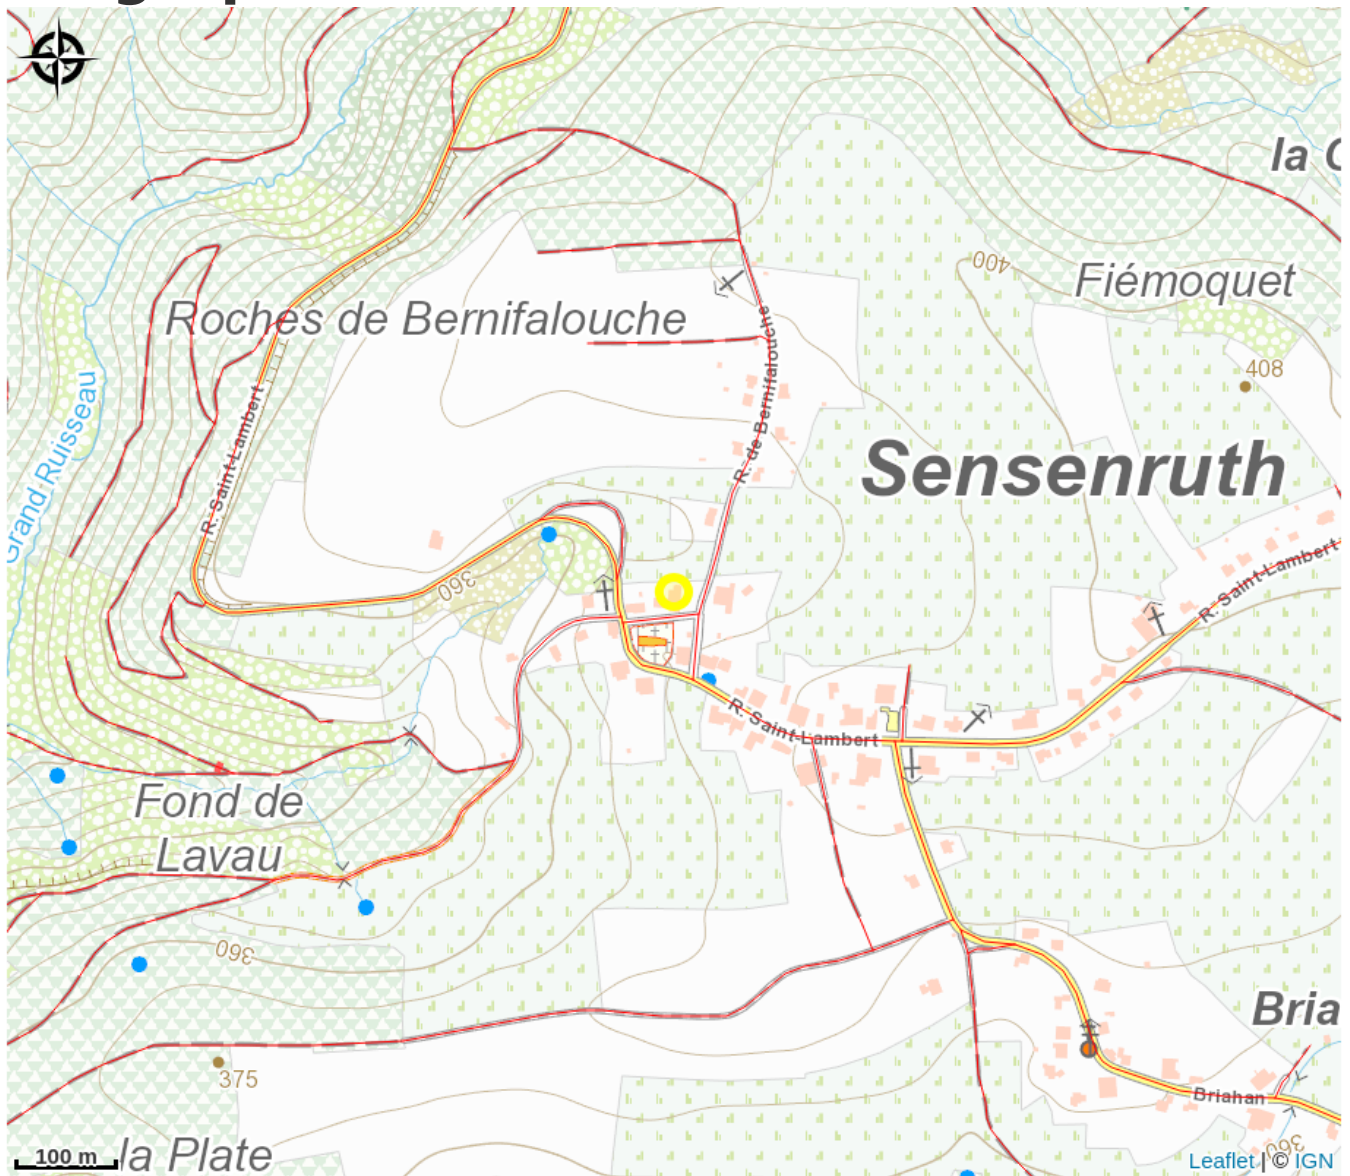 la C
400
Fiémoquet
Roches de Bernifalouche
408
R. de Bernifalouche
Grand Ruisseau
R. Saint-Lambert
Sensenruth
360
R. Saint-Lambert
R. Saint-Lambert
Fond de
Lavau
360
Bria
375
Briahan
360
100 m
la Plate
Leaflet | © IGN